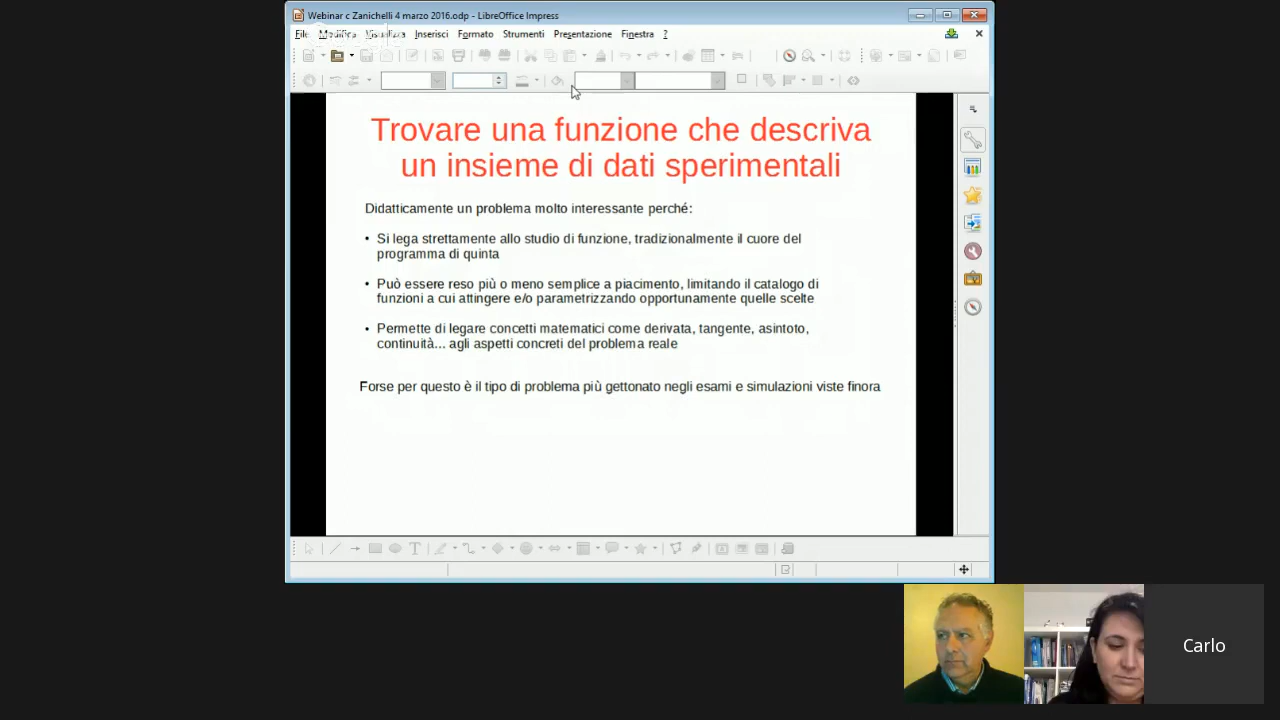 Webinar c Zanichelli 4 marzo 2016.odp - LibreOffice Impress
File Modifica Visualizza Inserisci Formato Strumenti Presentazione Finestra ?
Trovare una funzione che descriva
un insieme di dati sperimentali
Didatticamente un problema molto interessante perché:
• Si lega strettamente allo studio di funzione, tradizionalmente il cuore del
programma di quinta
• Può essere reso più o meno semplice a piacimento, limitando il catalogo di
funzioni a cui attingere e/o parametrizzando opportunamente quelle scelte
• Permette di legare concetti matematici come derivata, tangente, asintoto,
continuità... agli aspetti concreti del problema reale
Forse per questo è il tipo di problema più gettonato negli esami e simulazioni viste finora
Carlo